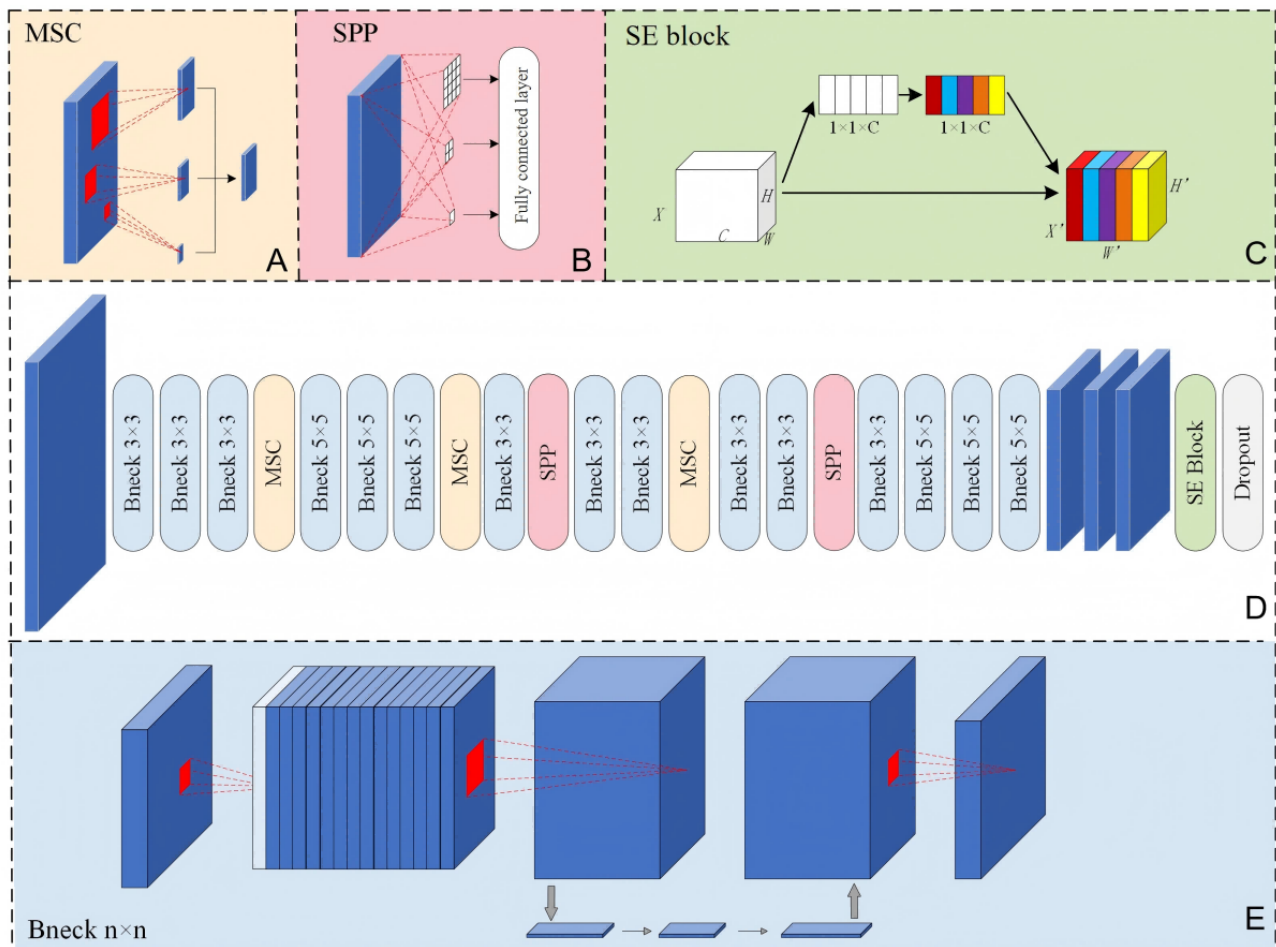 MSC
SPP
SE block
Fully connected layer
1×1×C
1×1×C
X
H
C
W
H'
X'
W'
A
B
C
Bneck 3×3
Bneck 3×3
Bneck 3×3
MSC
Bneck 5×5
Bneck 5×5
Bneck 5×5
MSC
Bneck 3×3
SPP
Bneck 3×3
Bneck 3×3
MSC
Bneck 3×3
Bneck 3×3
SPP
Bneck 3×3
Bneck 5×5
Bneck 5×5
Bneck 5×5
SE Block
Dropout
D
Bneck n×n
E